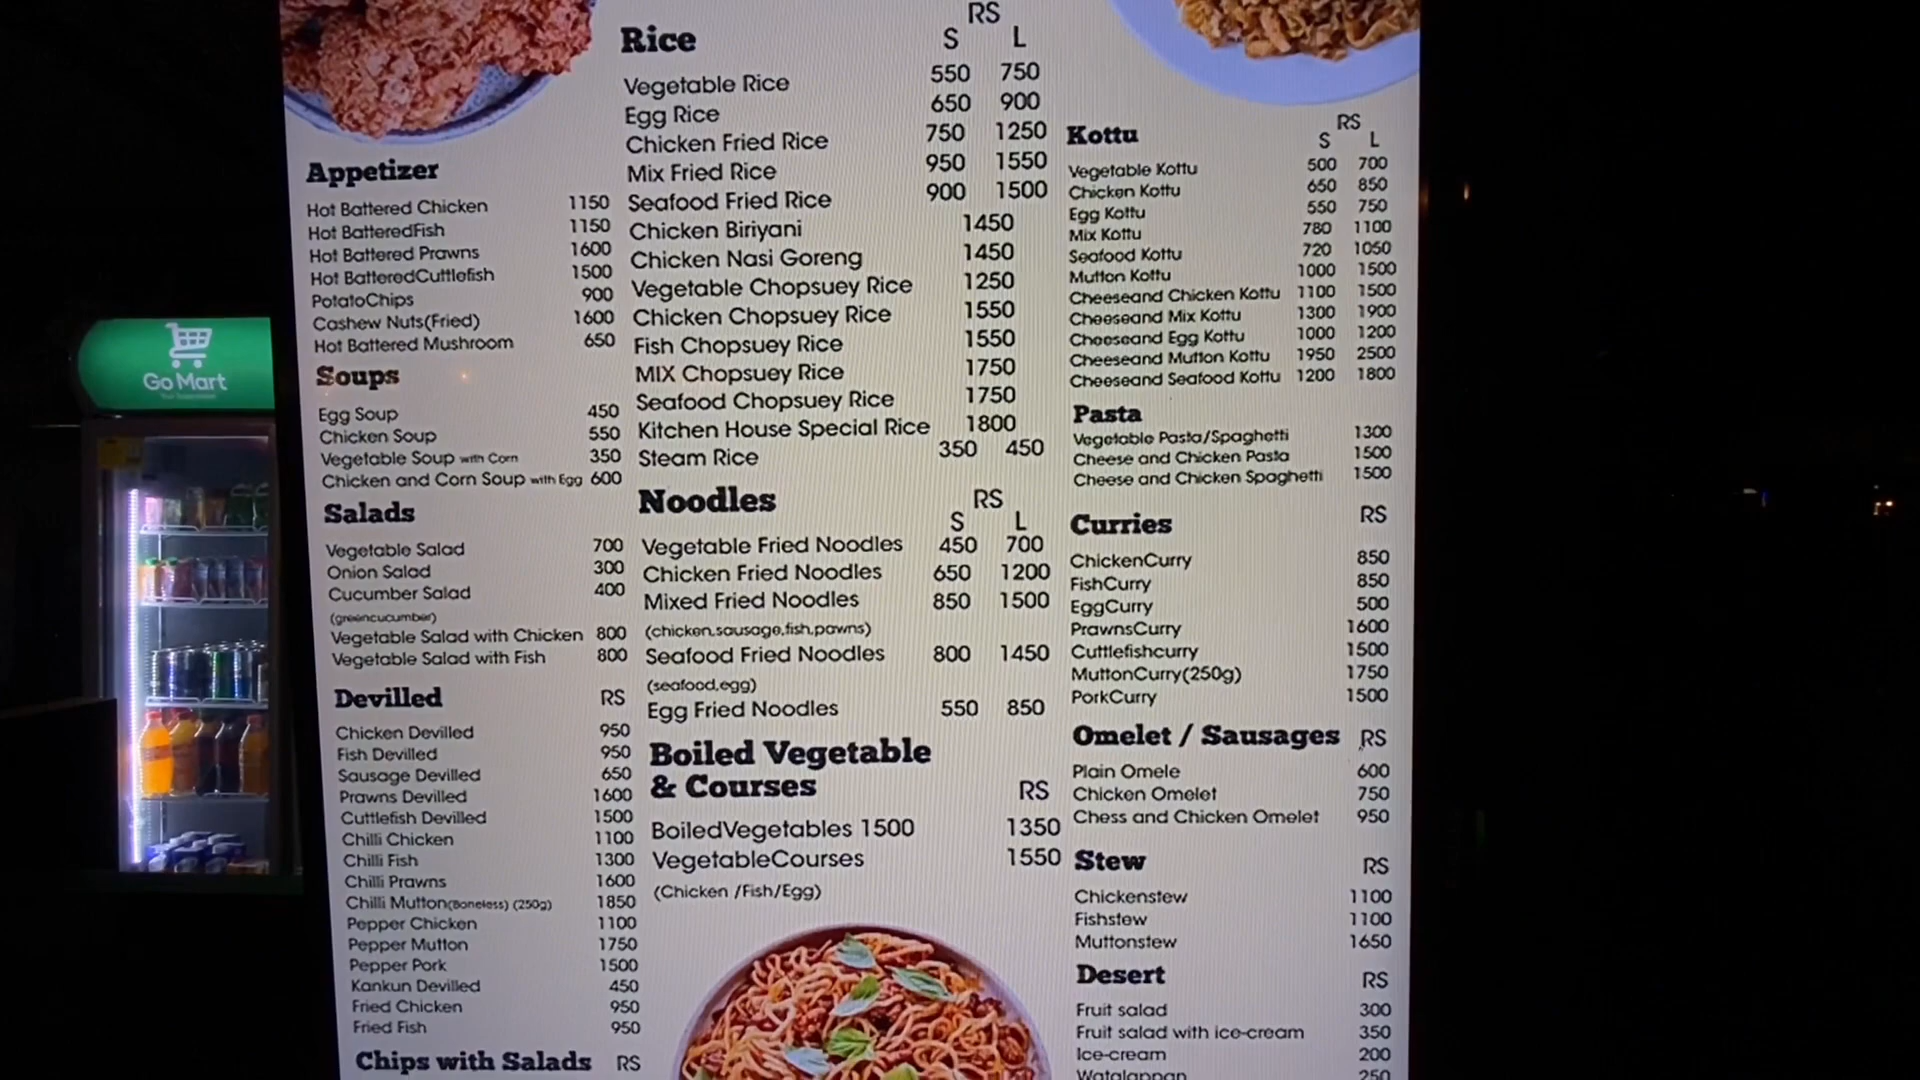 Go Mart
Appetizer
Hot Battered Chicken 1150
Hot BatteredFish 1150
Hot Battered Prawns 1600
Hot BatteredCuttlefish 1500
PotatoChips 900
Cashew Nuts(Fried) 1600
Hot Battered Mushroom 650
Soups
Egg Soup 450
Chicken Soup 550
Vegetable Soup with Corn 350
Chicken and Corn Soup with Egg 600
Salads
Vegetable Salad 700
Onion Salad 300
Cucumber Salad 400
(greencucumber)
Vegetable Salad with Chicken 800
Vegetable Salad with Fish 800
Devilled RS
Chicken Devilled 950
Fish Devilled 950
Sausage Devilled 650
Prawns Devilled 1600
Cuttlefish Devilled 1500
Chilli Chicken 1100
Chilli Fish 1300
Chilli Prawns 1600
Chilli Mutton(Boneless) (250g) 1850
Pepper Chicken 1100
Pepper Mutton 1750
Pepper Pork 1500
Kankun Devilled 450
Fried Chicken 950
Fried Fish 950
Chips with Salads RS
RS
Rice S L
Vegetable Rice 550 750
Egg Rice 650 900
Chicken Fried Rice 750 1250
Mix Fried Rice 950 1550
Seafood Fried Rice 900 1500
Chicken Biriyani 1450
Chicken Nasi Goreng 1450
Vegetable Chopsuey Rice 1250
Chicken Chopsuey Rice 1550
Fish Chopsuey Rice 1550
MIX Chopsuey Rice 1750
Seafood Chopsuey Rice 1750
Kitchen House Special Rice 1800
Steam Rice 350 450
Noodles RS
S L
Vegetable Fried Noodles 450 700
Chicken Fried Noodles 650 1200
Mixed Fried Noodles 850 1500
(chicken,sausage,fish,pawns)
Seafood Fried Noodles 800 1450
(seafood,egg)
Egg Fried Noodles 550 850
Boiled Vegetable
& Courses RS
BoiledVegetables 1500 1350
VegetableCourses 1550
(Chicken /Fish/Egg)
RS
Kottu S L
Vegetable Kottu 500 700
Chicken Kottu 650 850
Egg Kottu 550 750
Mix Kottu 780 1100
Seafood Kottu 720 1050
Mutton Kottu 1000 1500
Cheeseand Chicken Kottu 1100 1500
Cheeseand Mix Kottu 1300 1900
Cheeseand Egg Kottu 1000 1200
Cheeseand Mutton Kottu 1950 2500
Cheeseand Seafood Kottu 1200 1800
Pasta
Vegetable Pasta/Spaghetti 1300
Cheese and Chicken Pasta 1500
Cheese and Chicken Spaghetti 1500
Curries RS
ChickenCurry 850
FishCurry 850
EggCurry 500
PrawnsCurry 1600
Cuttlefishcurry 1500
MuttonCurry(250g) 1750
PorkCurry 1500
Omelet / Sausages RS
Plain Omele 600
Chicken Omelet 750
Chess and Chicken Omelet 950
Stew RS
Chickenstew 1100
Fishstew 1100
Muttonstew 1650
Desert RS
Fruit salad 300
Fruit salad with ice-cream 350
Ice-cream 200
Watalappan 250